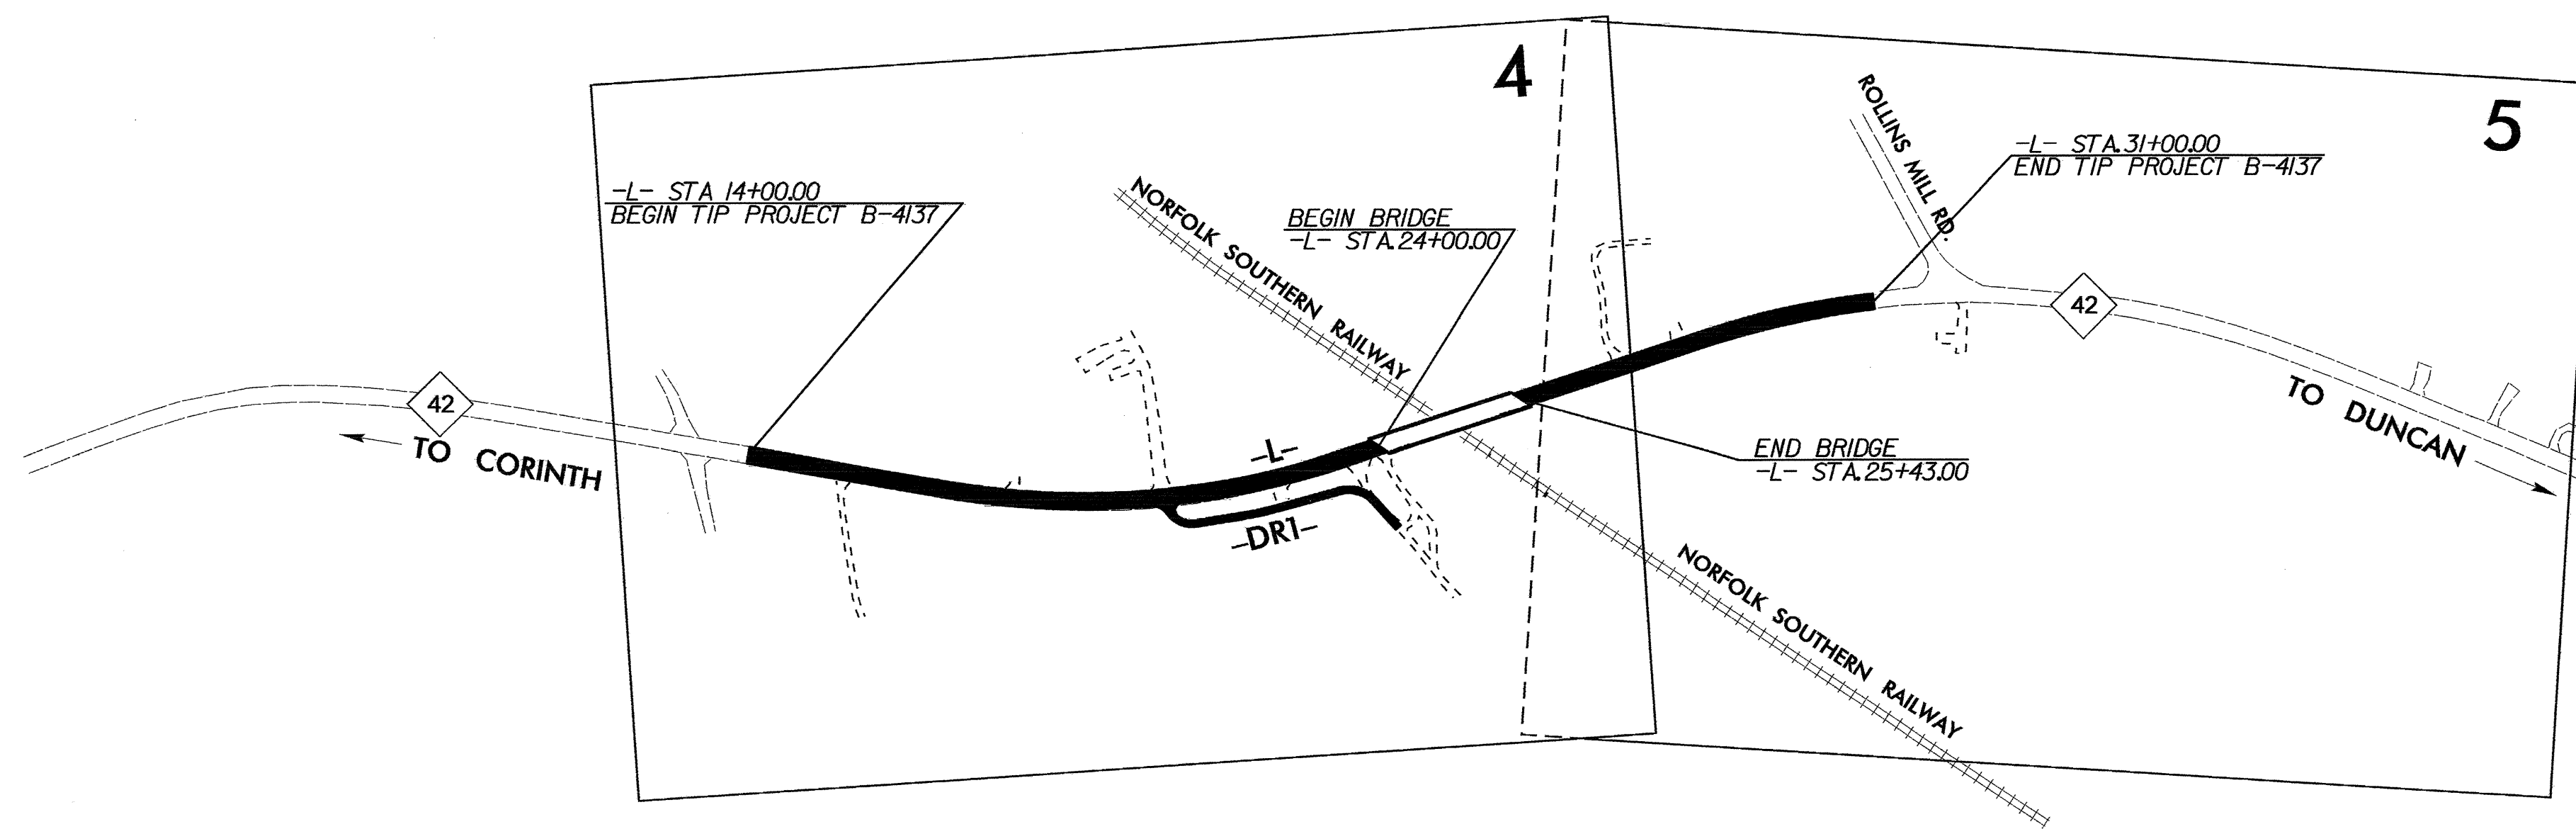 4
5
ROLLINS MILL RD.
-L- STA.31+00.00
END TIP PROJECT B-4137
-L- STA 14+00.00
BEGIN TIP PROJECT B-4137
NORFOLK SOUTHERN RAILWAY
BEGIN BRIDGE
-L- STA.24+00.00
42
42
TO CORINTH
TO DUNCAN
-L-
END BRIDGE
-L- STA.25+43.00
-DR1-
NORFOLK SOUTHERN RAILWAY